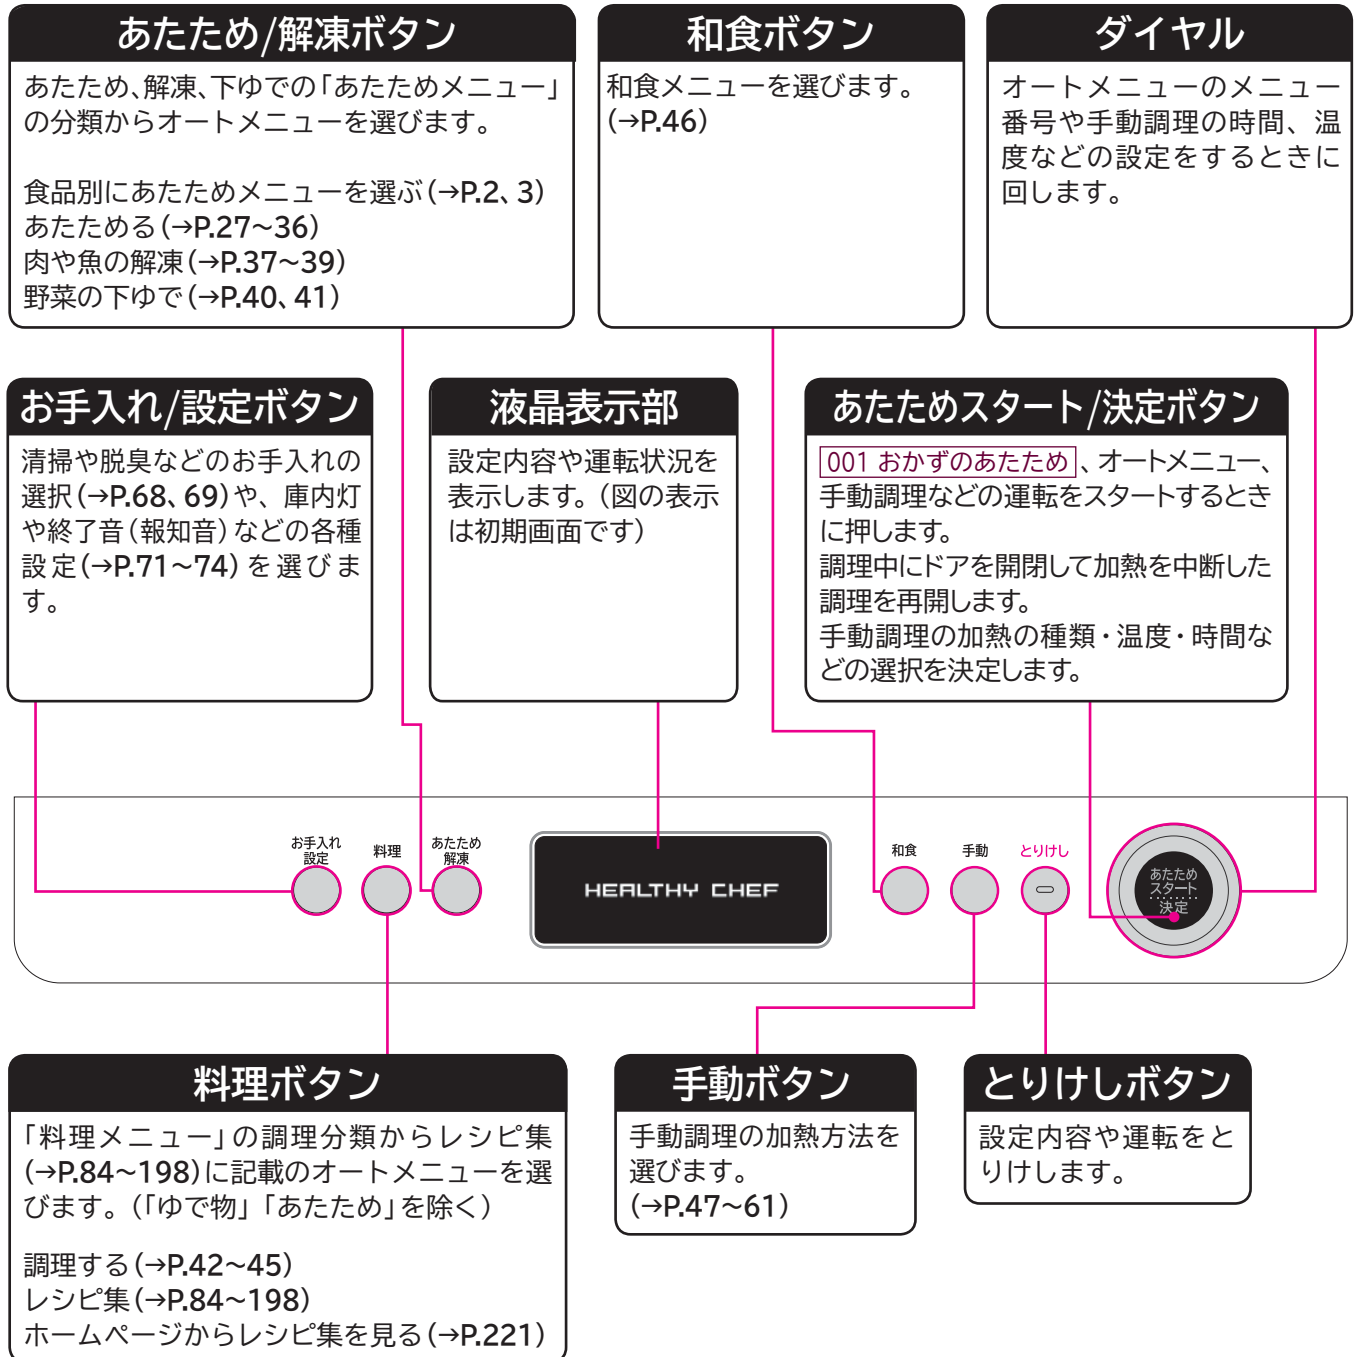 あたため/解凍ボタン
あたため、解凍、下ゆでの「あたためメニュー」
の分類からオートメニューを選びます。
食品別にあたためメニューを選ぶ(→P.2、3)
あたためる(→P.27~36)
肉や魚の解凍(→P.37~39)
野菜の下ゆで(→P.40、41)
和食ボタン
和食メニューを選びます。
(→P.46)
ダイヤル
オートメニューのメニュー
番号や手動調理の時間、温
度などの設定をするときに
回します。
お手入れ/設定ボタン
清掃や脱臭などのお手入れの
選択(→P.68、69)や、庫内灯
や終了音(報知音)などの各種
設定(→P.71~74)を選びま
す。
液晶表示部
設定内容や運転状況を
表示します。(図の表示
は初期画面です)
あたためスタート/決定ボタン
001 おかずのあたため、オートメニュー、
手動調理などの運転をスタートするとき
に押します。
調理中にドアを開閉して加熱を中断した
調理を再開します。
手動調理の加熱の種類・温度・時間な
どの選択を決定します。
お手入れ
設定
料理
あたため
解凍
HEALTHY CHEF
和食
手動
とりけし
あたため
スタート
決定
料理ボタン
「料理メニュー」の調理分類からレシピ集
(→P.84~198)に記載のオートメニューを選
びます。(「ゆで物」「あたため」を除く)
調理する(→P.42~45)
レシピ集(→P.84~198)
ホームページからレシピ集を見る(→P.221)
手動ボタン
手動調理の加熱方法を
選びます。
(→P.47~61)
とりけしボタン
設定内容や運転をと
りけします。